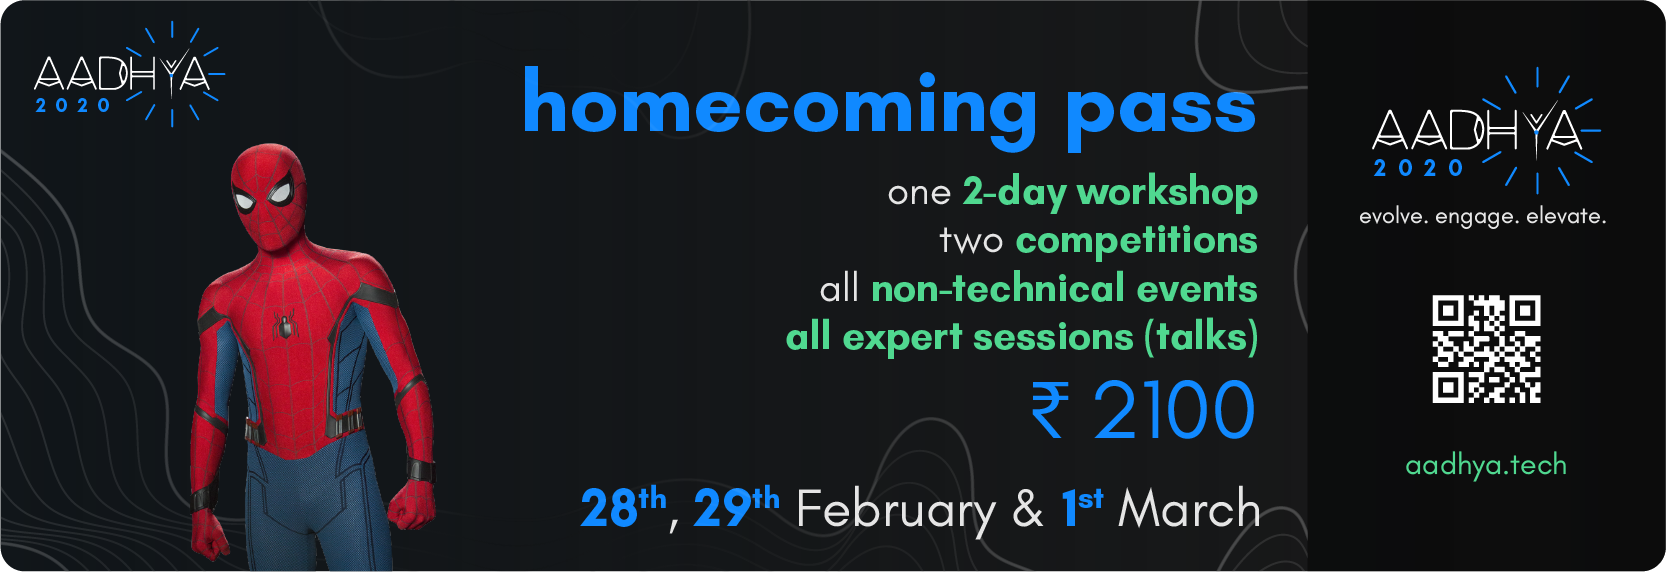 AADHYA
2020
homecoming pass
one 2-day workshop
two competitions
all non-technical events
all expert sessions (talks)
₹ 2100
28th, 29th February & 1st March
AADHYA
2020
evolve. engage. elevate.
aadhya.tech